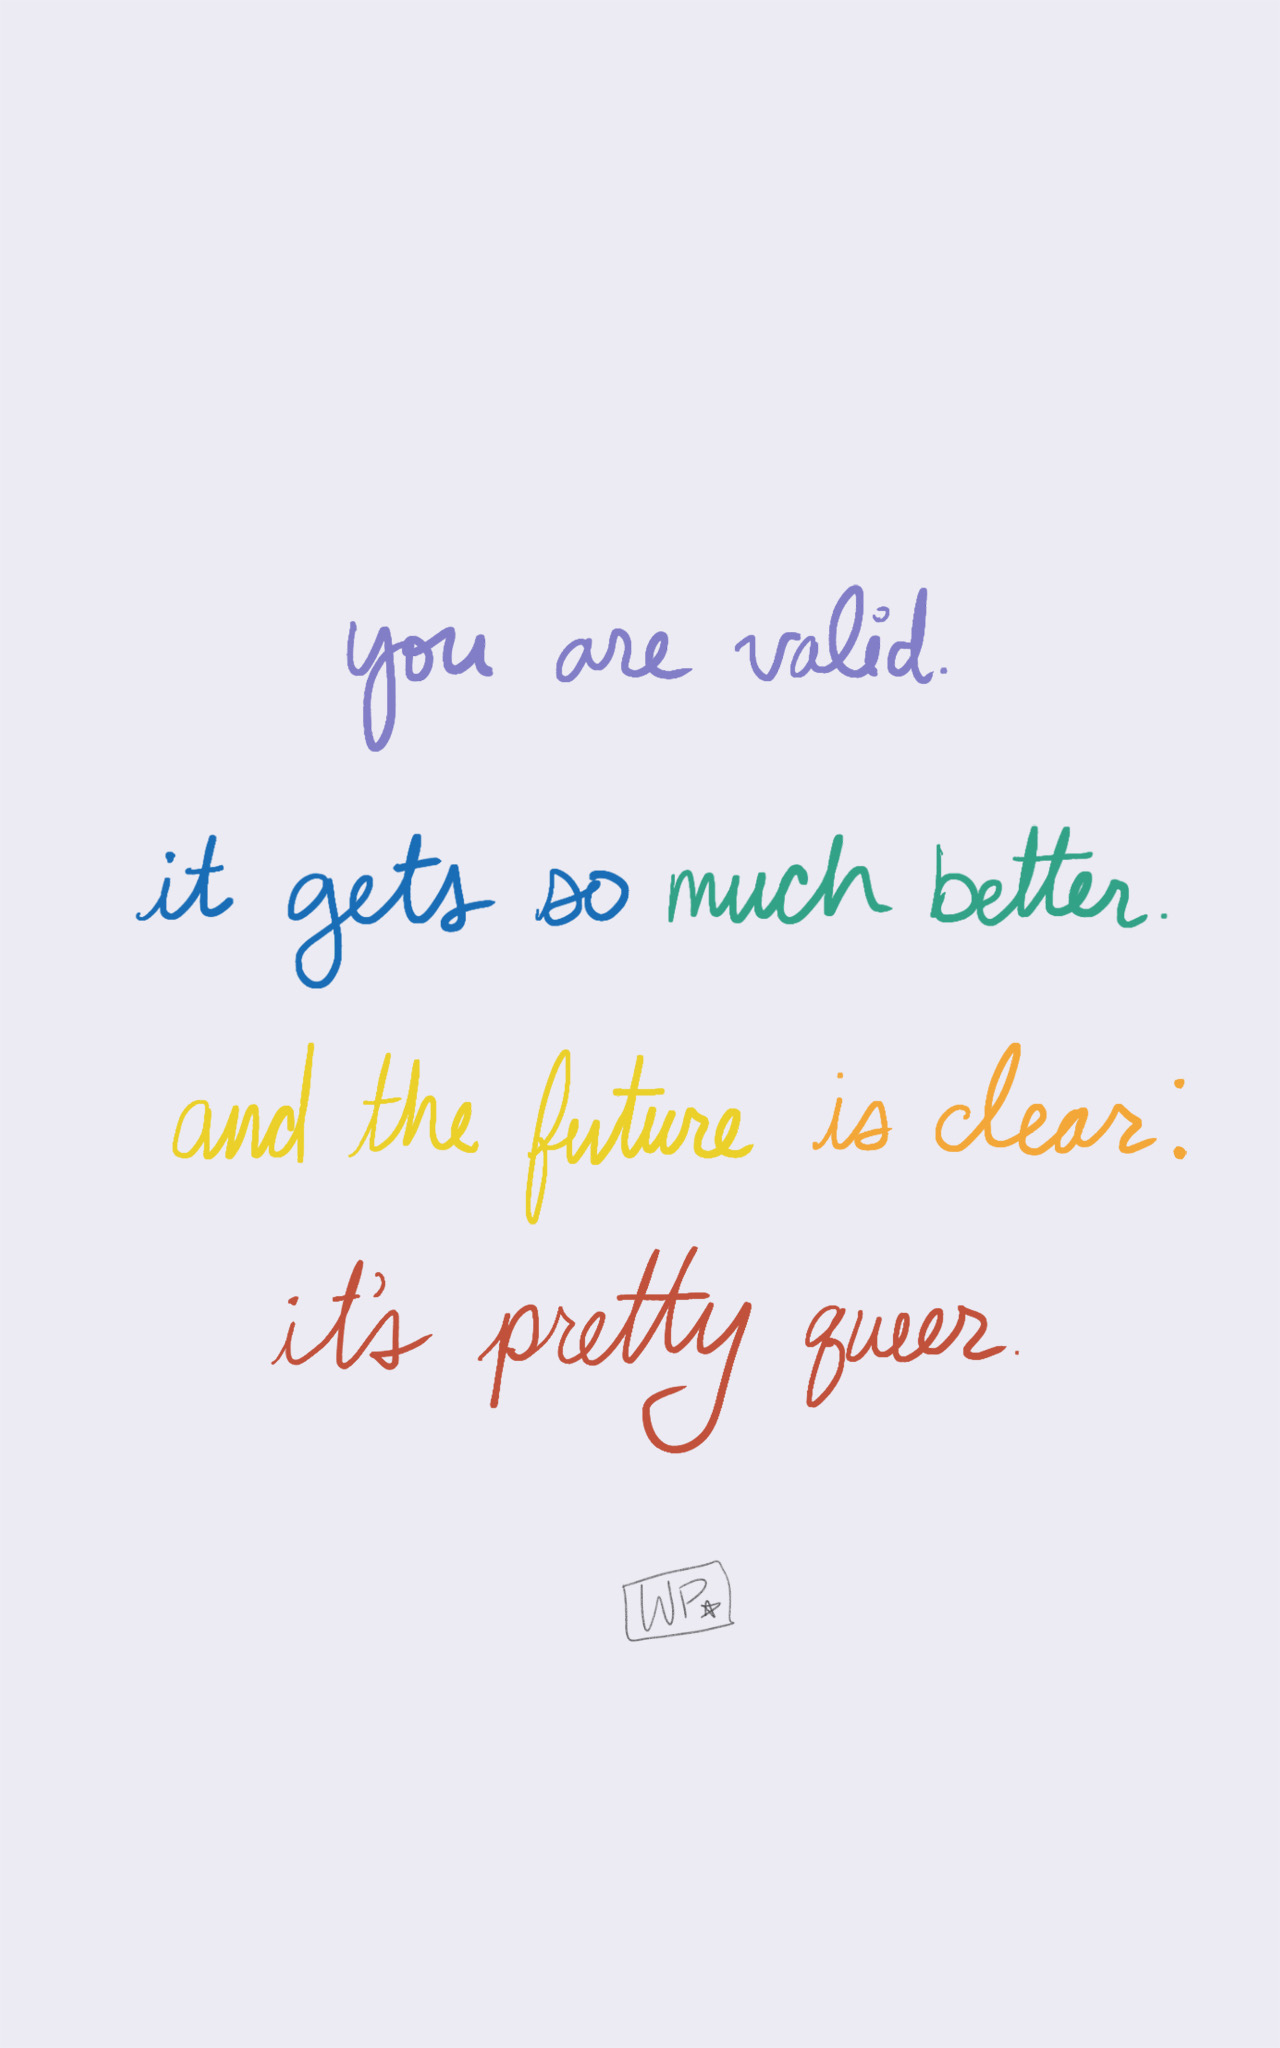 you are valid.
it gets so much better.
and the future is clear:
it's pretty queer.
WP